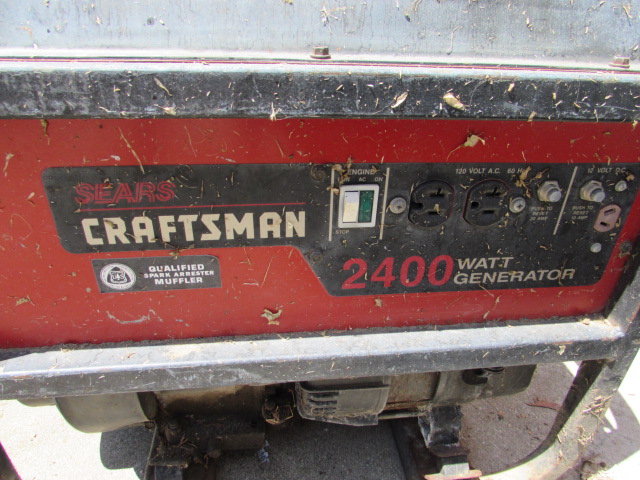 SEARS
CRAFTSMAN
QUALIFIED
SPARK ARRESTER
MUFFLER
ENGINE
AC ON
STOP
120 VOLT A.C. 60 Hz
PUSH TO
RESET
12 VOLT D.C.
PUSH TO
RESET
2400 WATT
GENERATOR